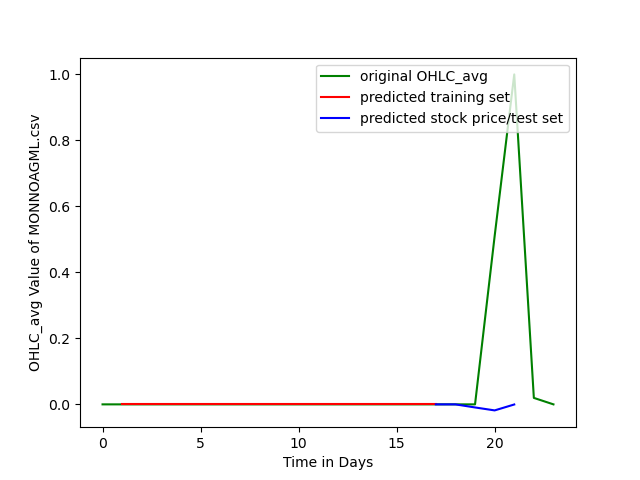 original OHLC_avg
predicted training set
predicted stock price/test set
1.0
0.8
0.6
0.4
0.2
0.0
OHLC_avg Value of MONNOAGML.csv
0 5 10 15 20
Time in Days